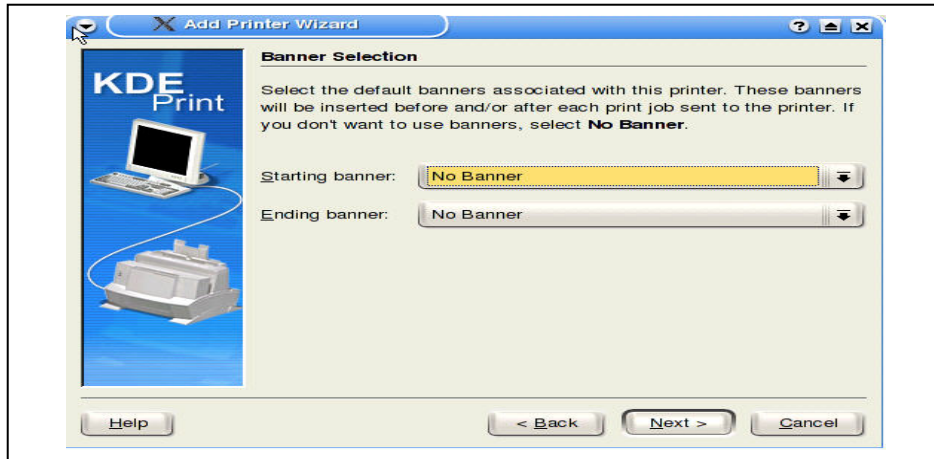 Add Printer Wizard
Banner Selection
KDE
Print
Select the default banners associated with this printer. These banners
will be inserted before and/or after each print job sent to the printer. If
you don't want to use banners, select No Banner.
Starting banner: No Banner
Ending banner: No Banner
Help < Back Next > Cancel